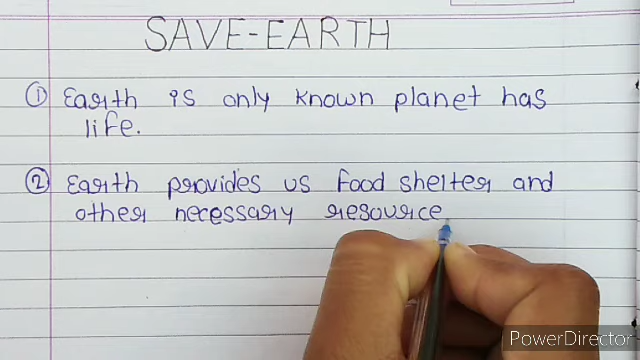 SAVE-EARTH
① Earth is only known planet has
life.
② Earth provides us food shelter and
other necessary resource
PowerDirector